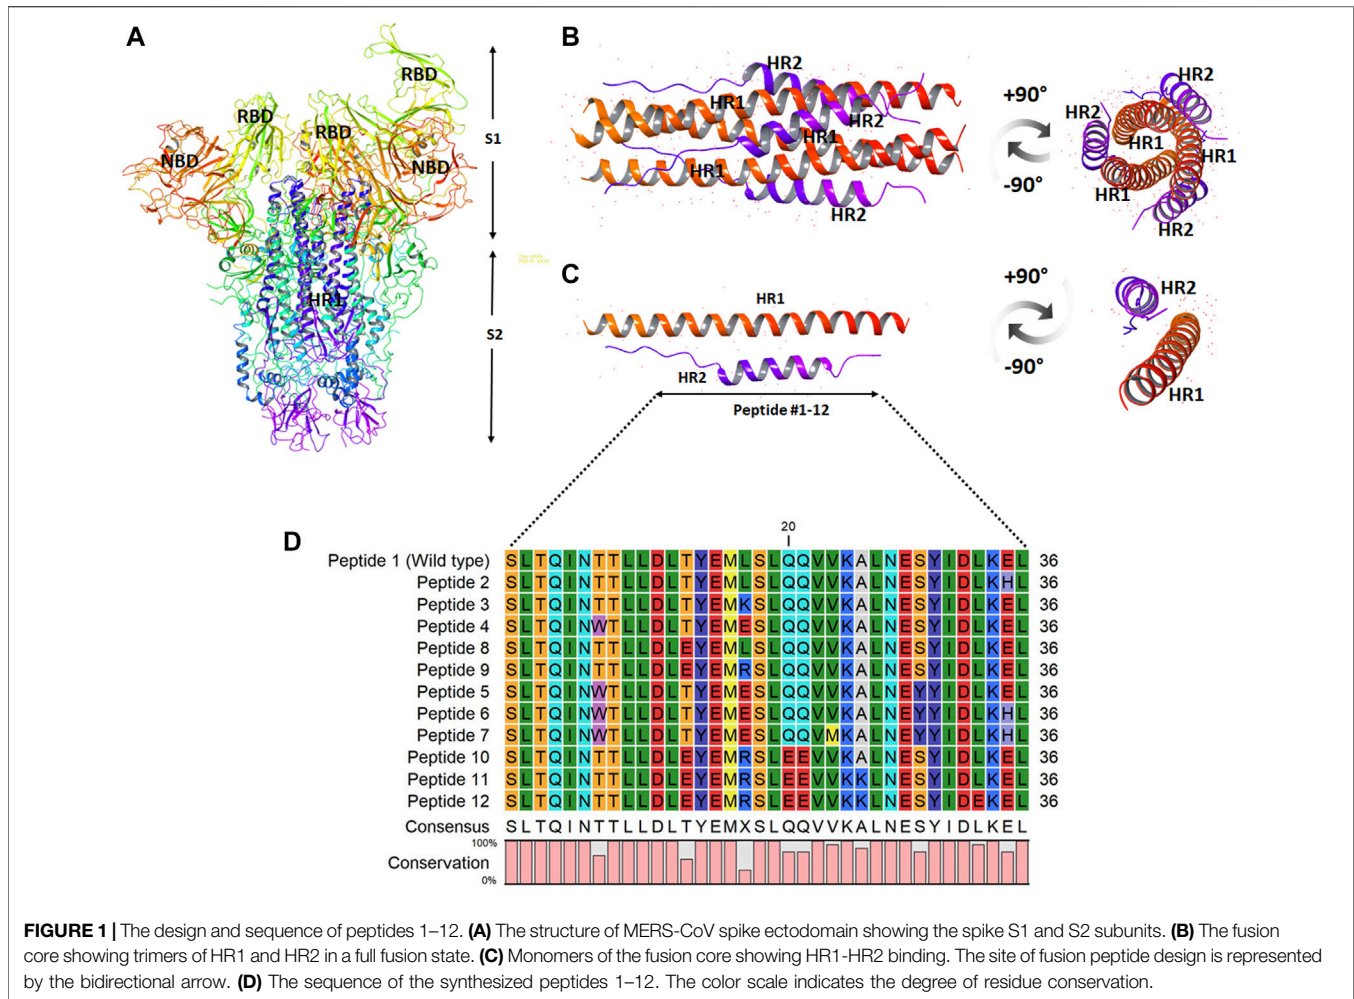 A
RBD
RBD
RBD
NBD
NBD
HR1
S1
S2
B
HR2
HR1
HR2
HR1
HR1
HR2
+90°
-90°
HR2
HR2
HR1
HR1
HR1
HR2
C
HR1
HR2
Peptide #1-12
+90°
-90°
HR2
HR1
D
20
Peptide 1 (Wild type) SLTQINTTLLDLTYEMLSLQQVVKALNESYIDLKEL 36
Peptide 2 SLTQINTTLLDLTYEMLSLQQVVKALNESYIDLKHL 36
Peptide 3 SLTQINTTLLDLTYEMKSLQQVVKALNESYIDLKEL 36
Peptide 4 SLTQINWTLLDLTYEMESLQQVVKALNESYIDLKEL 36
Peptide 8 SLTQINTTLLDLEYEMLSLQQVVKALNESYIDLKEL 36
Peptide 9 SLTQINTTLLDLEYEMRSLQQVVKALNESYIDLKEL 36
Peptide 5 SLTQINWTLLDLTYEMESLQQVVKALNEYYIDLKEL 36
Peptide 6 SLTQINWTLLDLTYEMESLQQVVKALNEYYIDLKHL 36
Peptide 7 SLTQINWTLLDLTYEMESLQQVMKALNEYYIDLKHL 36
Peptide 10 SLTQINTTLLDLEYEMRSLEEVVKALNESYIDLKEL 36
Peptide 11 SLTQINTTLLDLEYEMRSLEEVVKKLNESYIDLKEL 36
Peptide 12 SLTQINTTLLDLEYEMRSLEEVVKKLNESYIDEKEL 36
Consensus SLTQINTTLLDLTYEMXSLQQVVKALNESYIDLKEL
100%
Conservation
0%
FIGURE 1 | The design and sequence of peptides 1–12. (A) The structure of MERS-CoV spike ectodomain showing the spike S1 and S2 subunits. (B) The fusion
core showing trimers of HR1 and HR2 in a full fusion state. (C) Monomers of the fusion core showing HR1-HR2 binding. The site of fusion peptide design is represented
by the bidirectional arrow. (D) The sequence of the synthesized peptides 1–12. The color scale indicates the degree of residue conservation.